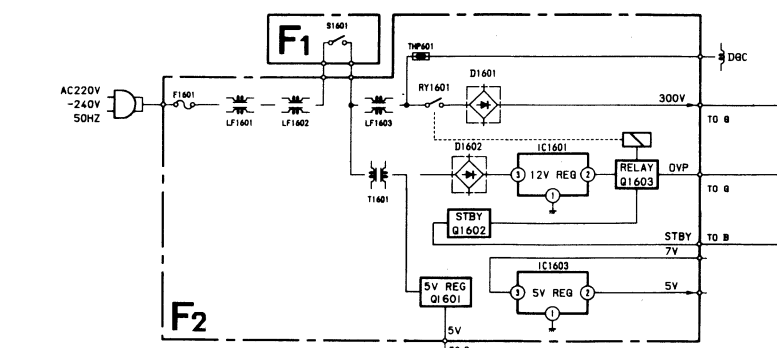 S1601
F1
THP601
DGC
AC220V
-240V
50HZ
F1601
LF1601
LF1602
LF1603
RY1601
D1601
300V
TO G
D1602
IC1601
3 12V REG 2
1
RELAY
Q1603
OVP
TO G
T1601
STBY
Q1602
STBY
TO B
7V
IC1603
5V REG
Q1601
3 5V REG 2
1
5V
F2
5V